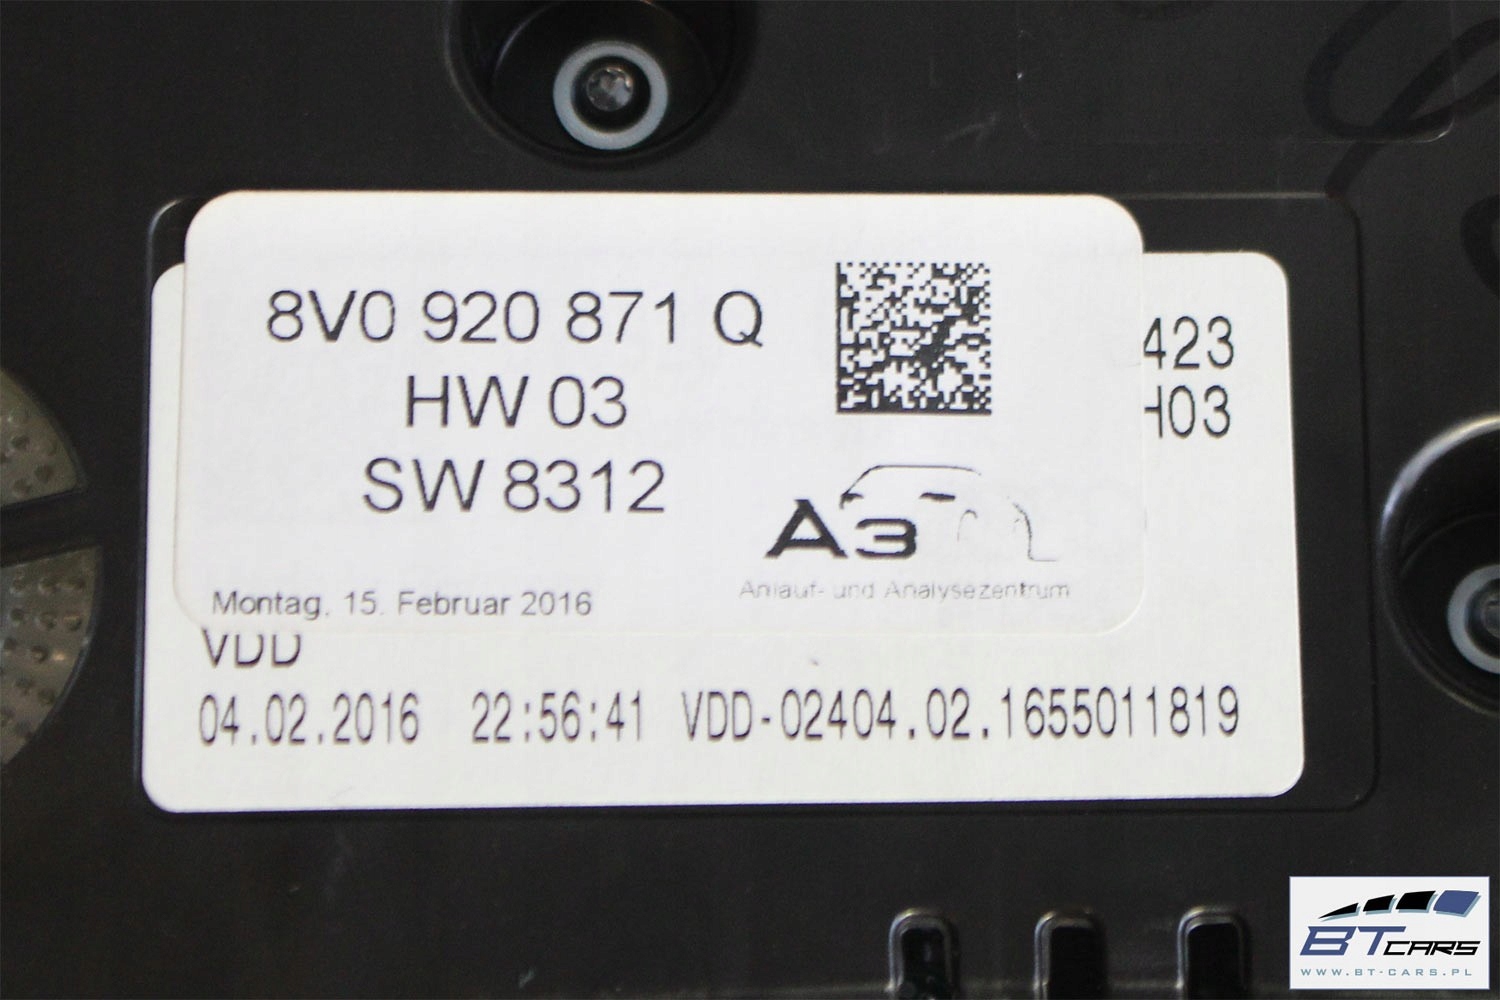 8V0 920 871 Q
HW 03
SW 8312
A3
Anlauf- und Analysezentrum
Montag, 15. Februar 2016
423
H03
VDD
04.02.2016 22:56:41 VDD-02404.02.1655011819
BT CARS
WWW.BT-CARS.PL